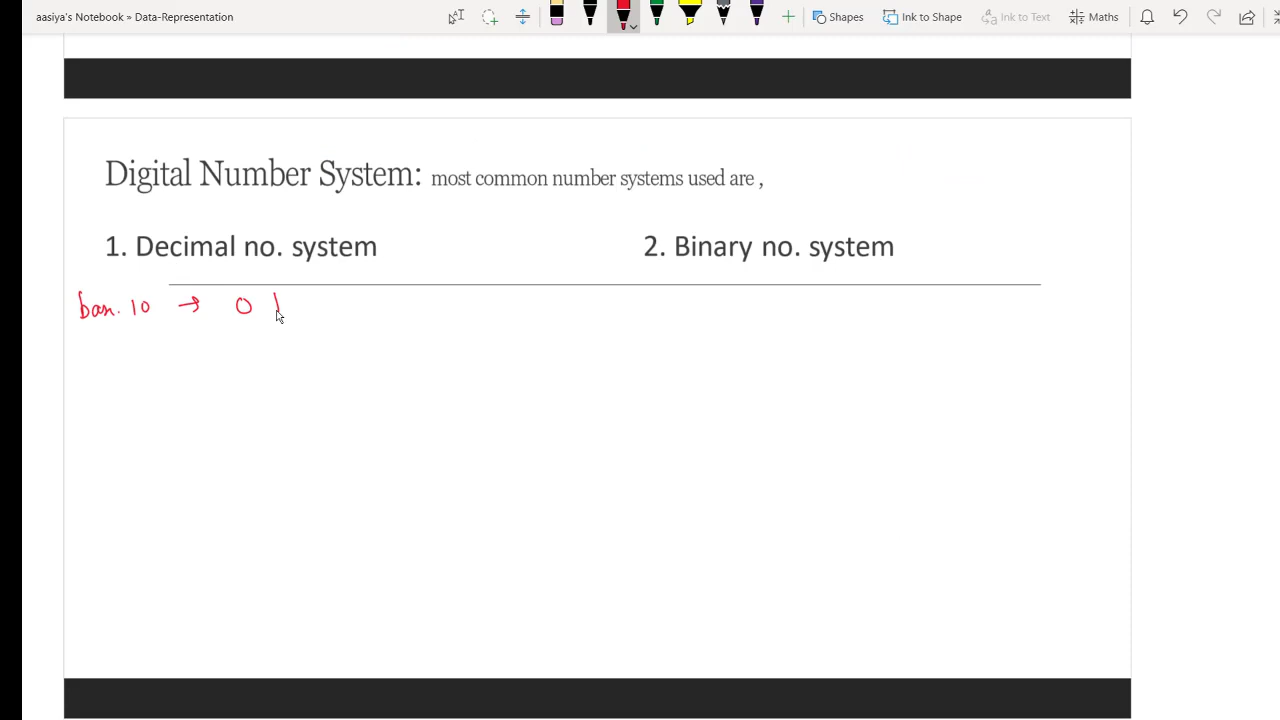 aasiya's Notebook » Data-Representation
Shapes Ink to Shape Ink to Text Maths
Digital Number System: most common number systems used are ,
1. Decimal no. system 2. Binary no. system
10 → 0 1